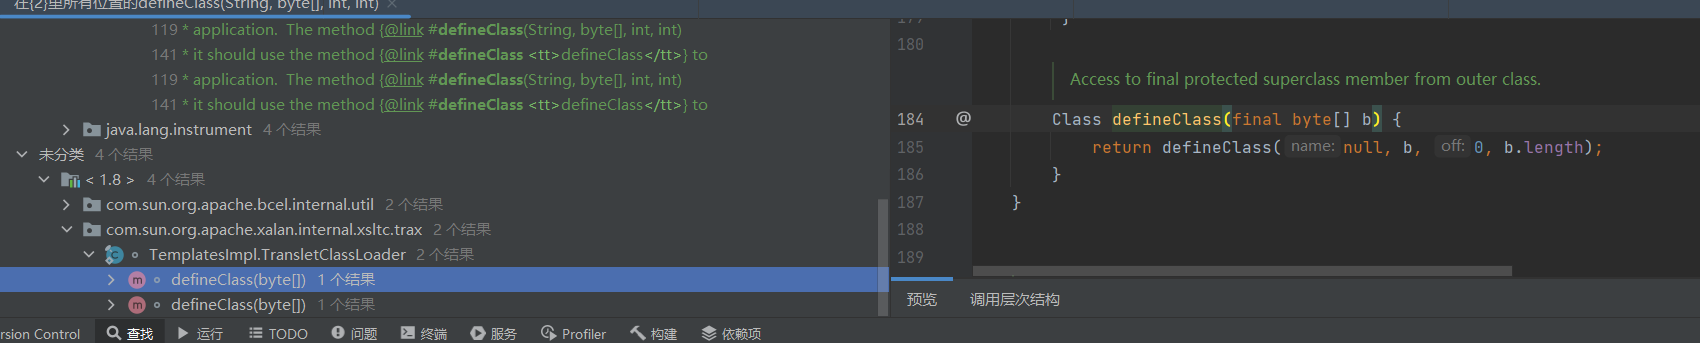 在{2}里所有位置的defineClass(String, byte[], int, int) ×
119 * application.  The method {@link #defineClass(String, byte[], int, int)
141 * it should use the method {@link #defineClass <tt>defineClass</tt>} to
119 * application.  The method {@link #defineClass(String, byte[], int, int)
141 * it should use the method {@link #defineClass <tt>defineClass</tt>} to
java.lang.instrument 4 个结果
未分类 4 个结果
< 1.8 > 4 个结果
com.sun.org.apache.bcel.internal.util 2 个结果
com.sun.org.apache.xalan.internal.xsltc.trax 2 个结果
TemplatesImpl.TransletClassLoader 2 个结果
m defineClass(byte[]) 1 个结果
m defineClass(byte[]) 1 个结果
179 }
180
Access to final protected superclass member from outer class.
184 @ Class defineClass(final byte[] b) {
185 return defineClass( name: null, b, off: 0, b.length);
186 }
187 }
188
189
预览 调用层次结构
rsion Control 查找 运行 TODO 问题 终端 服务 Profiler 构建 依赖项